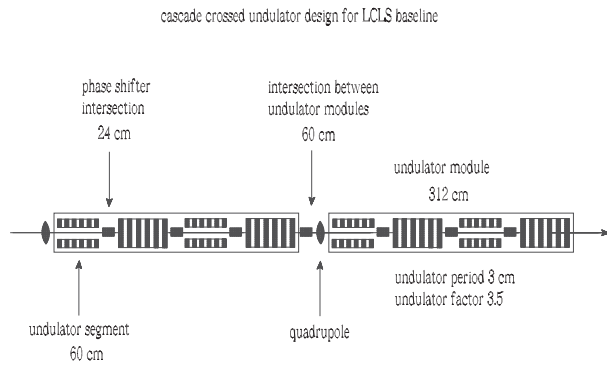 cascade crossed undulator design for LCLS baseline
phase shifter
intersection
24 cm
intersection between
undulator modules
60 cm
undulator module
312 cm
undulator period 3 cm
undulator factor 3.5
undulator segment
60 cm
quadrupole